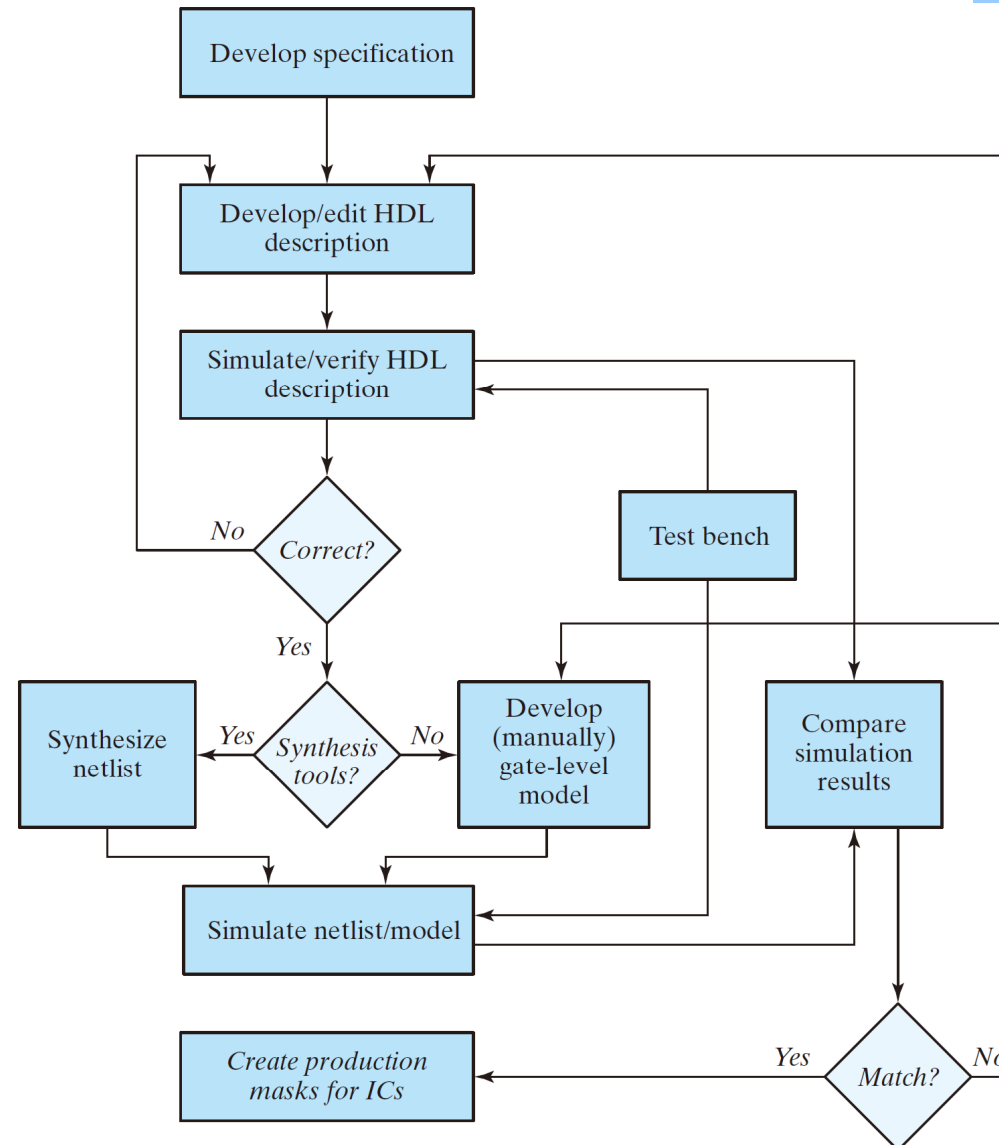 Develop specification
Develop/edit HDL
description
Simulate/verify HDL
description
No
Correct?
Test bench
Yes
Synthesize
netlist
Yes
Synthesis
tools?
No
Develop
(manually)
gate-level
model
Compare
simulation
results
Simulate netlist/model
Create production
masks for ICs
Yes
Match?
No